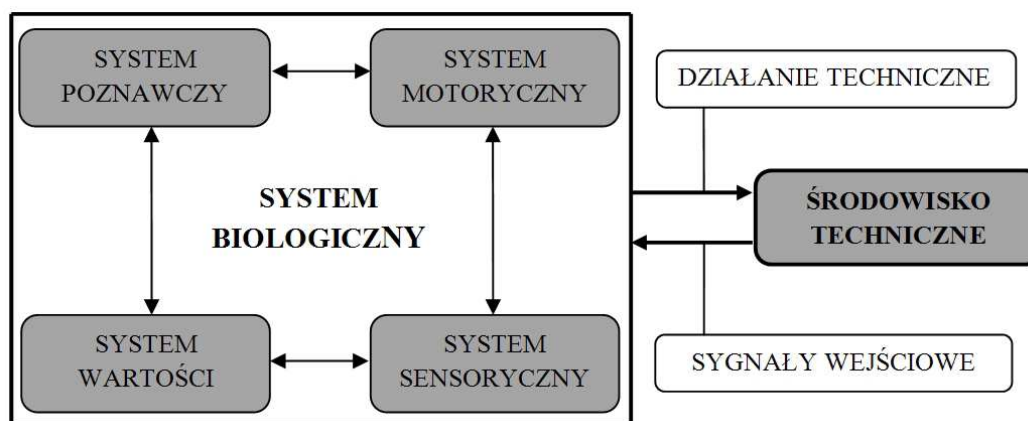 SYSTEM
POZNAWCZY
SYSTEM
MOTORYCZNY
DZIAŁANIE TECHNICZNE
SYSTEM
BIOLOGICZNY
ŚRODOWISKO
TECHNICZNE
SYSTEM
WARTOŚCI
SYSTEM
SENSORYCZNY
SYGNAŁY WEJŚCIOWE